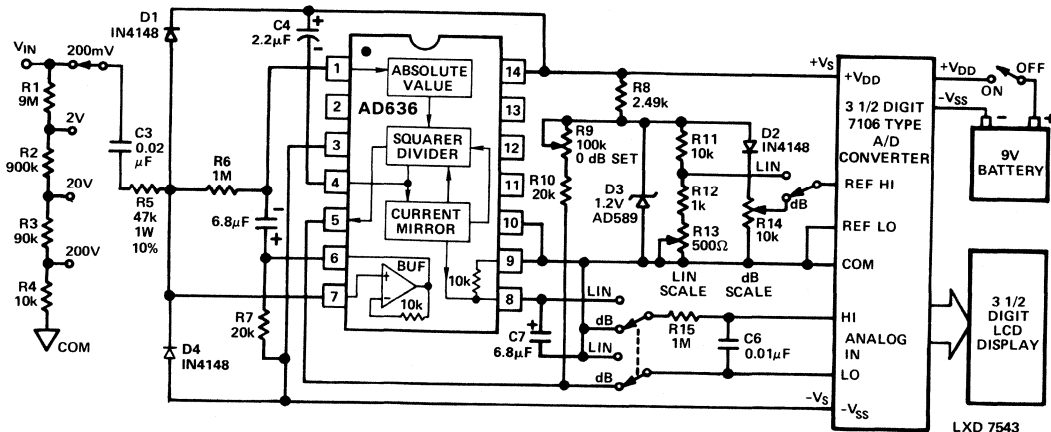 D1
IN4148
C4
2.2μF
+
−
VIN
200mV
R1
9M
2V
R2
900k
20V
R3
90k
200V
R4
10k
COM
C3
0.02
μF
R5
47k
1W
10%
R6
1M
6.8μF
−
+
R7
20k
D4
IN4148
1
2
3
4
5
6
7
ABSOLUTE
VALUE
AD636
SQUARER
DIVIDER
CURRENT
MIRROR
BUF
+
−
10k
10k
14
13
12
11
10
9
8
R8
2.49k
R9
100k
0 dB SET
R10
20k
D3
1.2V
AD589
R11
10k
R12
1k
R13
500Ω
LIN
SCALE
D2
IN4148
LIN
dB
R14
10k
dB
SCALE
+
C7
6.8μF
LIN
dB
LIN
dB
R15
1M
C6
0.01μF
+VS
−VS
+VDD
3 1/2 DIGIT
7106 TYPE
A/D
CONVERTER
REF HI
REF LO
COM
HI
ANALOG
IN
LO
−VSS
+VDD
−VSS
ON
OFF
−
+
9V
BATTERY
3 1/2
DIGIT
LCD
DISPLAY
LXD 7543